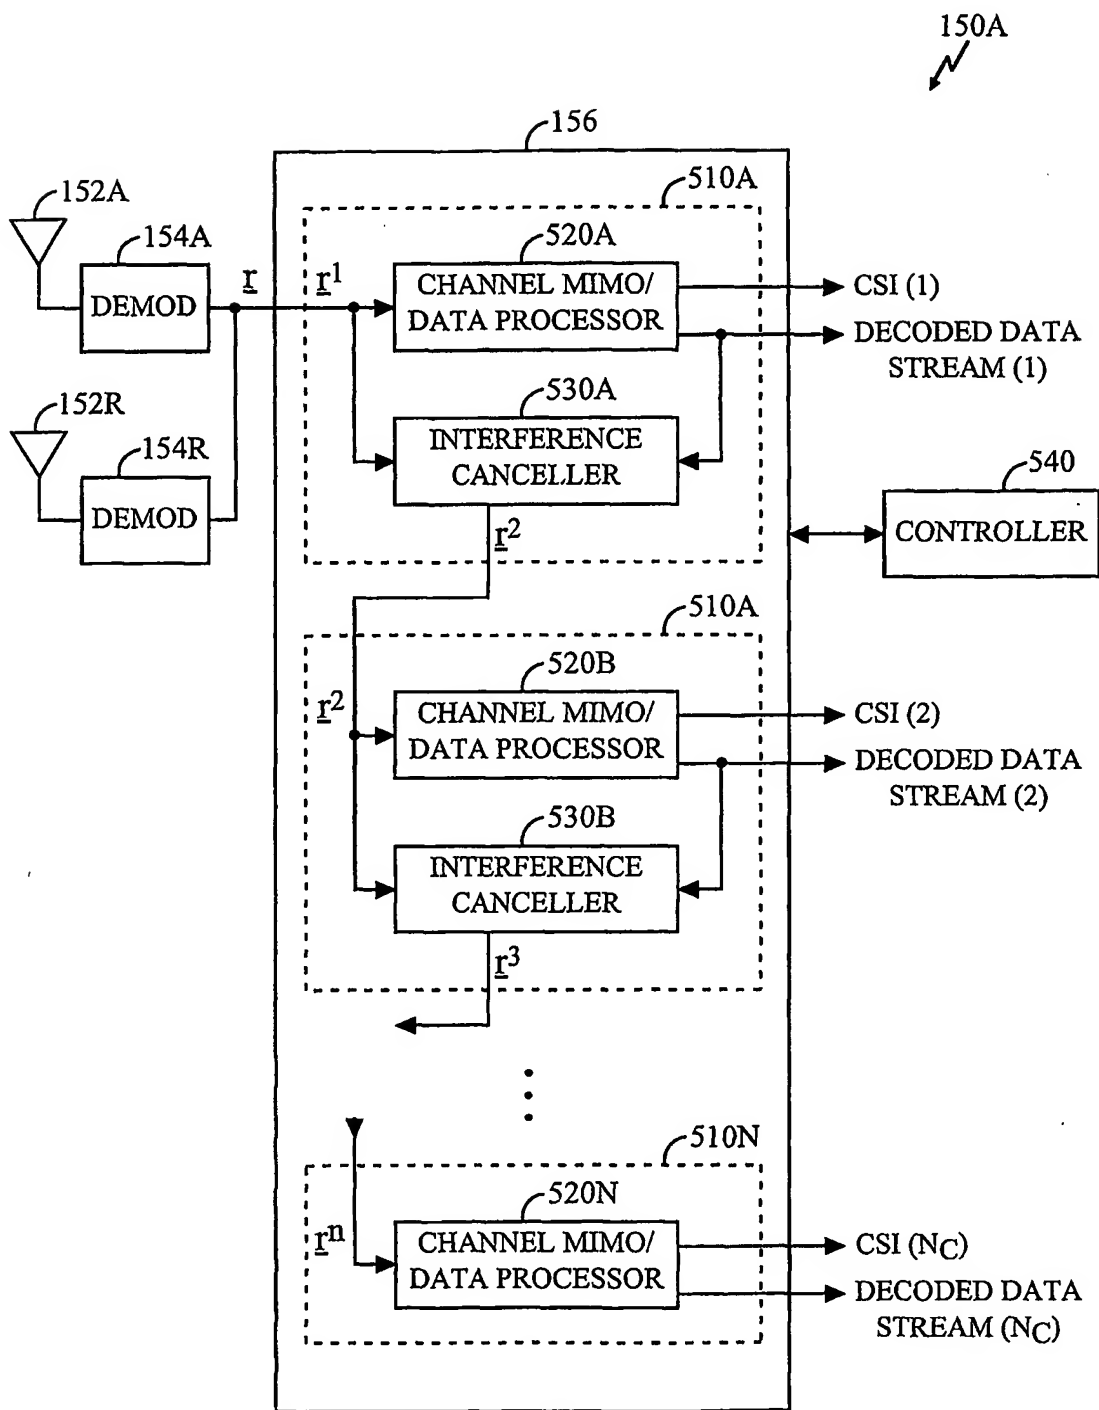 150A
156
152A
154A
DEMOD
r
510A
r¹
520A
CHANNEL MIMO/
DATA PROCESSOR
CSI (1)
DECODED DATA
STREAM (1)
152R
154R
DEMOD
530A
INTERFERENCE
CANCELLER
r²
540
CONTROLLER
510A
r²
520B
CHANNEL MIMO/
DATA PROCESSOR
CSI (2)
DECODED DATA
STREAM (2)
530B
INTERFERENCE
CANCELLER
r³
510N
rⁿ
520N
CHANNEL MIMO/
DATA PROCESSOR
CSI (NC)
DECODED DATA
STREAM (NC)